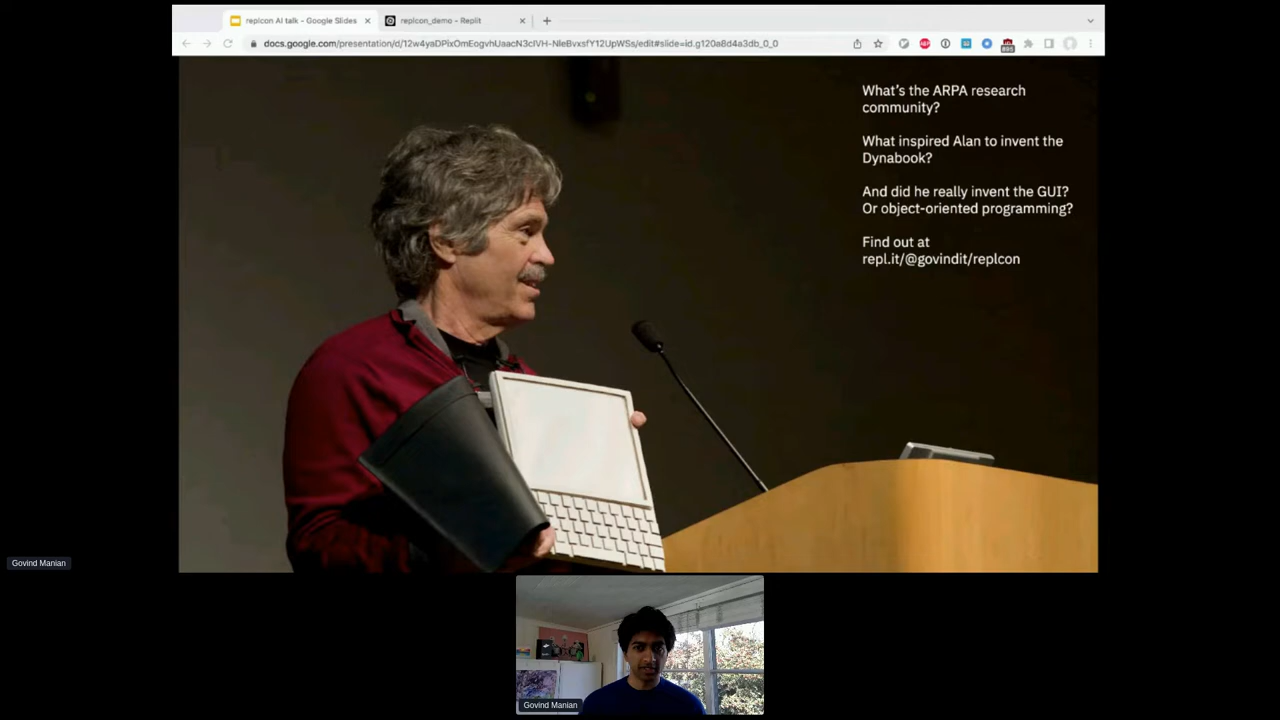 replcon AI talk - Google Slides
replcon_demo - Replit
docs.google.com/presentation/d/12w4yaDPixOmEogvhUaacN3cIVH-NleBvxsfY12UpWSs/edit#slide=id.g120a8d4a3db_0_0
What's the ARPA research
community?
What inspired Alan to invent the
Dynabook?
And did he really invent the GUI?
Or object-oriented programming?
Find out at
repl.it/@govindit/replcon
Govind Manian
Govind Manian